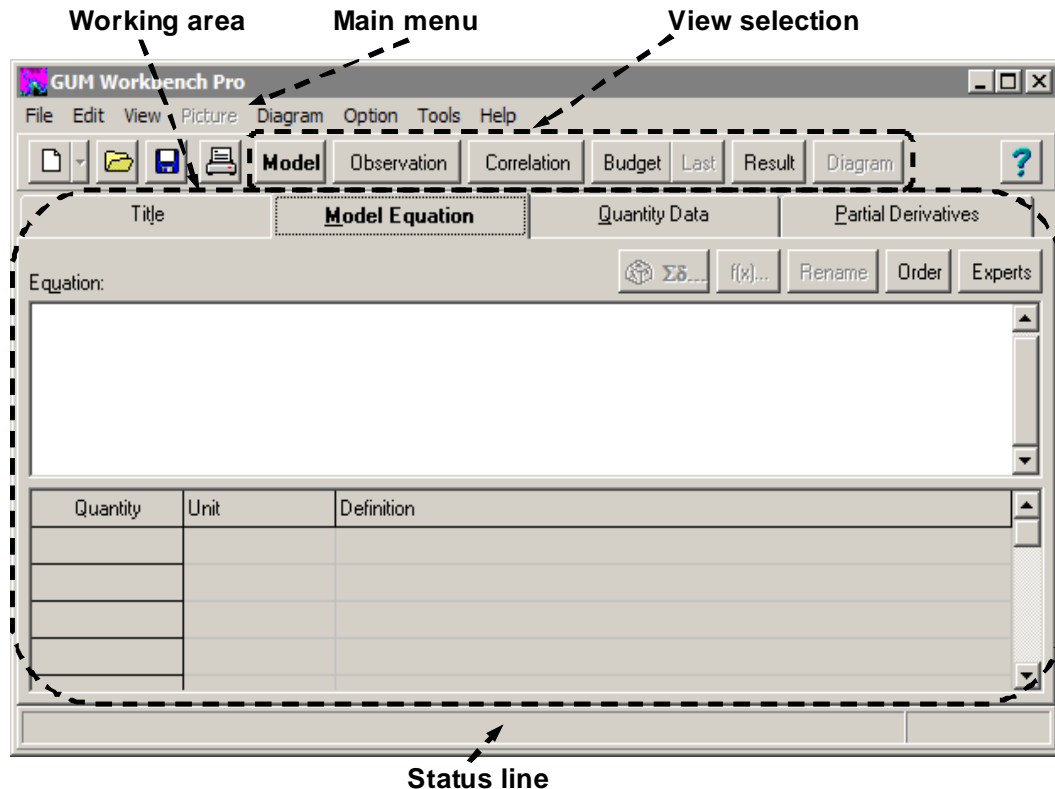 Working area Main menu View selection
GUM Workbench Pro
File Edit View Picture Diagram Option Tools Help
Model Observation Correlation Budget Last Result Diagram ?
Title Model Equation Quantity Data Partial Derivatives
Equation: Σδ... f(x)... Rename Order Experts
Quantity Unit Definition
Status line